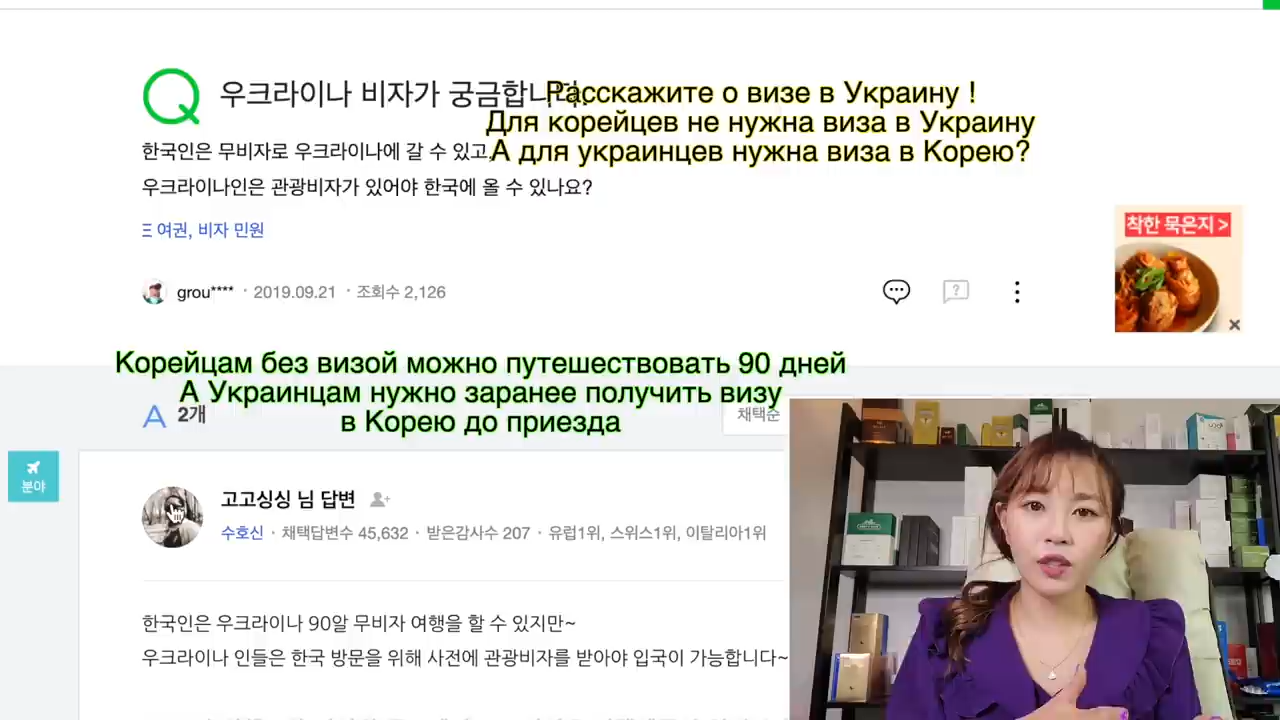 우크라이나 비자가 궁금합니다.
Расскажите о визе в Украину !
Для корейцев не нужна виза в Украину
А для украинцев нужна виза в Корею?
한국인은 무비자로 우크라이나에 갈 수 있고,
우크라이나인은 관광비자가 있어야 한국에 올 수 있나요?
여권, 비자 민원
착한 묵은지 >
grou**** · 2019.09.21 · 조회수 2,126
Корейцам без визой можно путешествовать 90 дней
А Украинцам нужно заранее получить визу
в Корею до приезда
A 2개
채택순
분야
고고싱싱 님 답변
수호신 · 채택답변수 45,632 · 받은감사수 207 · 유럽1위, 스위스1위, 이탈리아1위
한국인은 우크라이나 90알 무비자 여행을 할 수 있지만~
우크라이나 인들은 한국 방문을 위해 사전에 관광비자를 받아야 입국이 가능합니다~